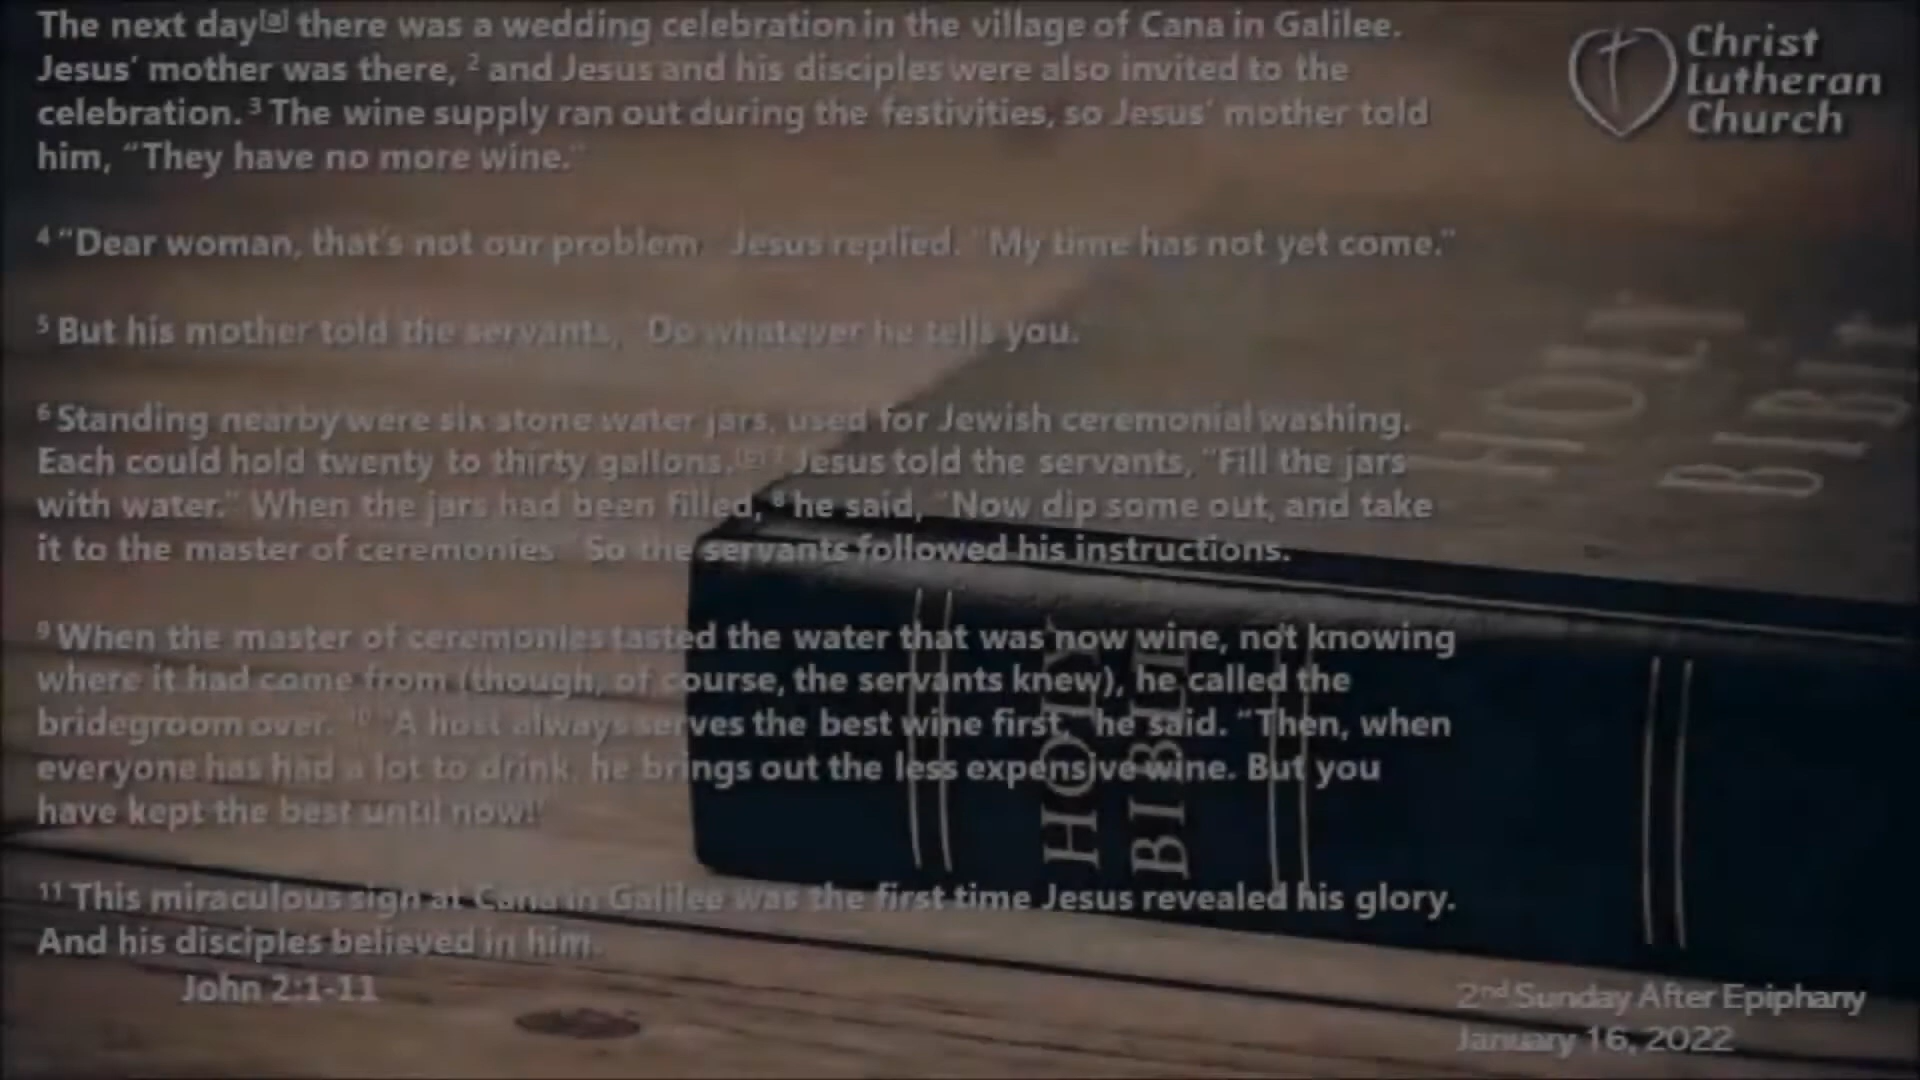 The next day[a] there was a wedding celebration in the village of Cana in Galilee.
Jesus’ mother was there, 2 and Jesus and his disciples were also invited to the
celebration. 3 The wine supply ran out during the festivities, so Jesus’ mother told
him, “They have no more wine.”
4 “Dear woman, that’s not our problem,” Jesus replied. “My time has not yet come.”
5 But his mother told the servants, “Do whatever he tells you.”
6 Standing nearby were six stone water jars, used for Jewish ceremonial washing.
Each could hold twenty to thirty gallons.[b] 7 Jesus told the servants, “Fill the jars
with water.” When the jars had been filled, 8 he said, “Now dip some out, and take
it to the master of ceremonies.” So the servants followed his instructions.
9 When the master of ceremonies tasted the water that was now wine, not knowing
where it had come from (though, of course, the servants knew), he called the
bridegroom over. 10 “A host always serves the best wine first,” he said. “Then, when
everyone has had a lot to drink, he brings out the less expensive wine. But you
have kept the best until now!”
11 This miraculous sign at Cana in Galilee was the first time Jesus revealed his glory.
And his disciples believed in him.
John 2:1-11
Christ
Lutheran
Church
HOLY
BIBLE
HOLY
BIBLE
2nd Sunday After Epiphany
January 16, 2022